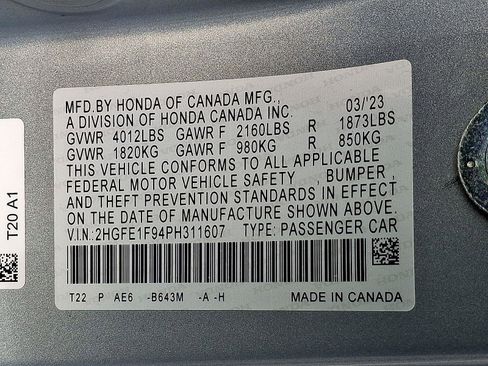 MFD.BY HONDA OF CANADA MFG.,
A DIVISION OF HONDA CANADA INC. 03/'23
GVWR 4012LBS GAWR F 2160LBS R 1873LBS
GVWR 1820KG GAWR F 980KG R 850KG
THIS VEHICLE CONFORMS TO ALL APPLICABLE
FEDERAL MOTOR VEHICLE SAFETY , BUMPER ,
AND THEFT PREVENTION STANDARDS IN EFFECT
ON DATE OF MANUFACTURE SHOWN ABOVE.
V.I.N:2HGFE1F94PH311607 TYPE: PASSENGER CAR
T22 P AE6 -B643M -A -H MADE IN CANADA
T20 A1